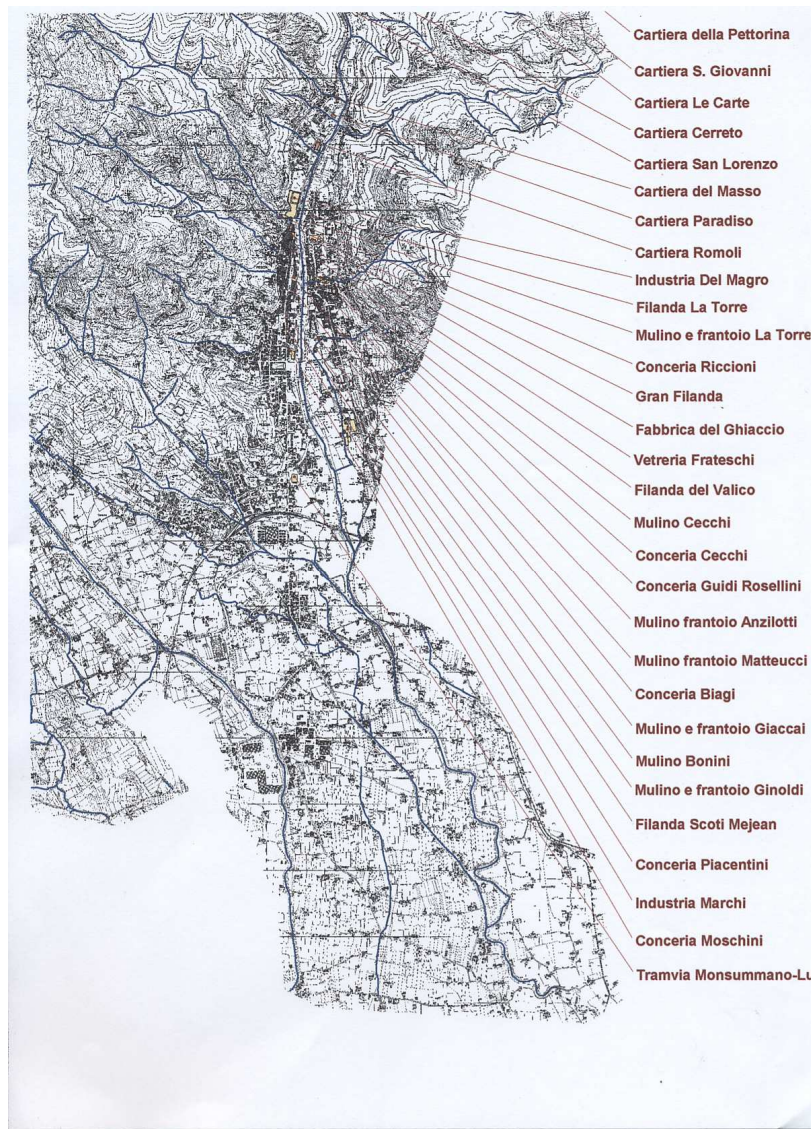 Cartiera della Pettorina
Cartiera S. Giovanni
Cartiera Le Carte
Cartiera Cerreto
Cartiera San Lorenzo
Cartiera del Masso
Cartiera Paradiso
Cartiera Romoli
Industria Del Magro
Filanda La Torre
Mulino e frantoio La Torre
Conceria Riccioni
Gran Filanda
Fabbrica del Ghiaccio
Vetreria Frateschi
Filanda del Valico
Mulino Cecchi
Conceria Cecchi
Conceria Guidi Rosellini
Mulino frantoio Anzilotti
Mulino frantoio Matteucci
Conceria Biagi
Mulino e frantoio Giaccai
Mulino Bonini
Mulino e frantoio Ginoldi
Filanda Scoti Mejean
Conceria Piacentini
Industria Marchi
Conceria Moschini
Tramvia Monsummano-Lu